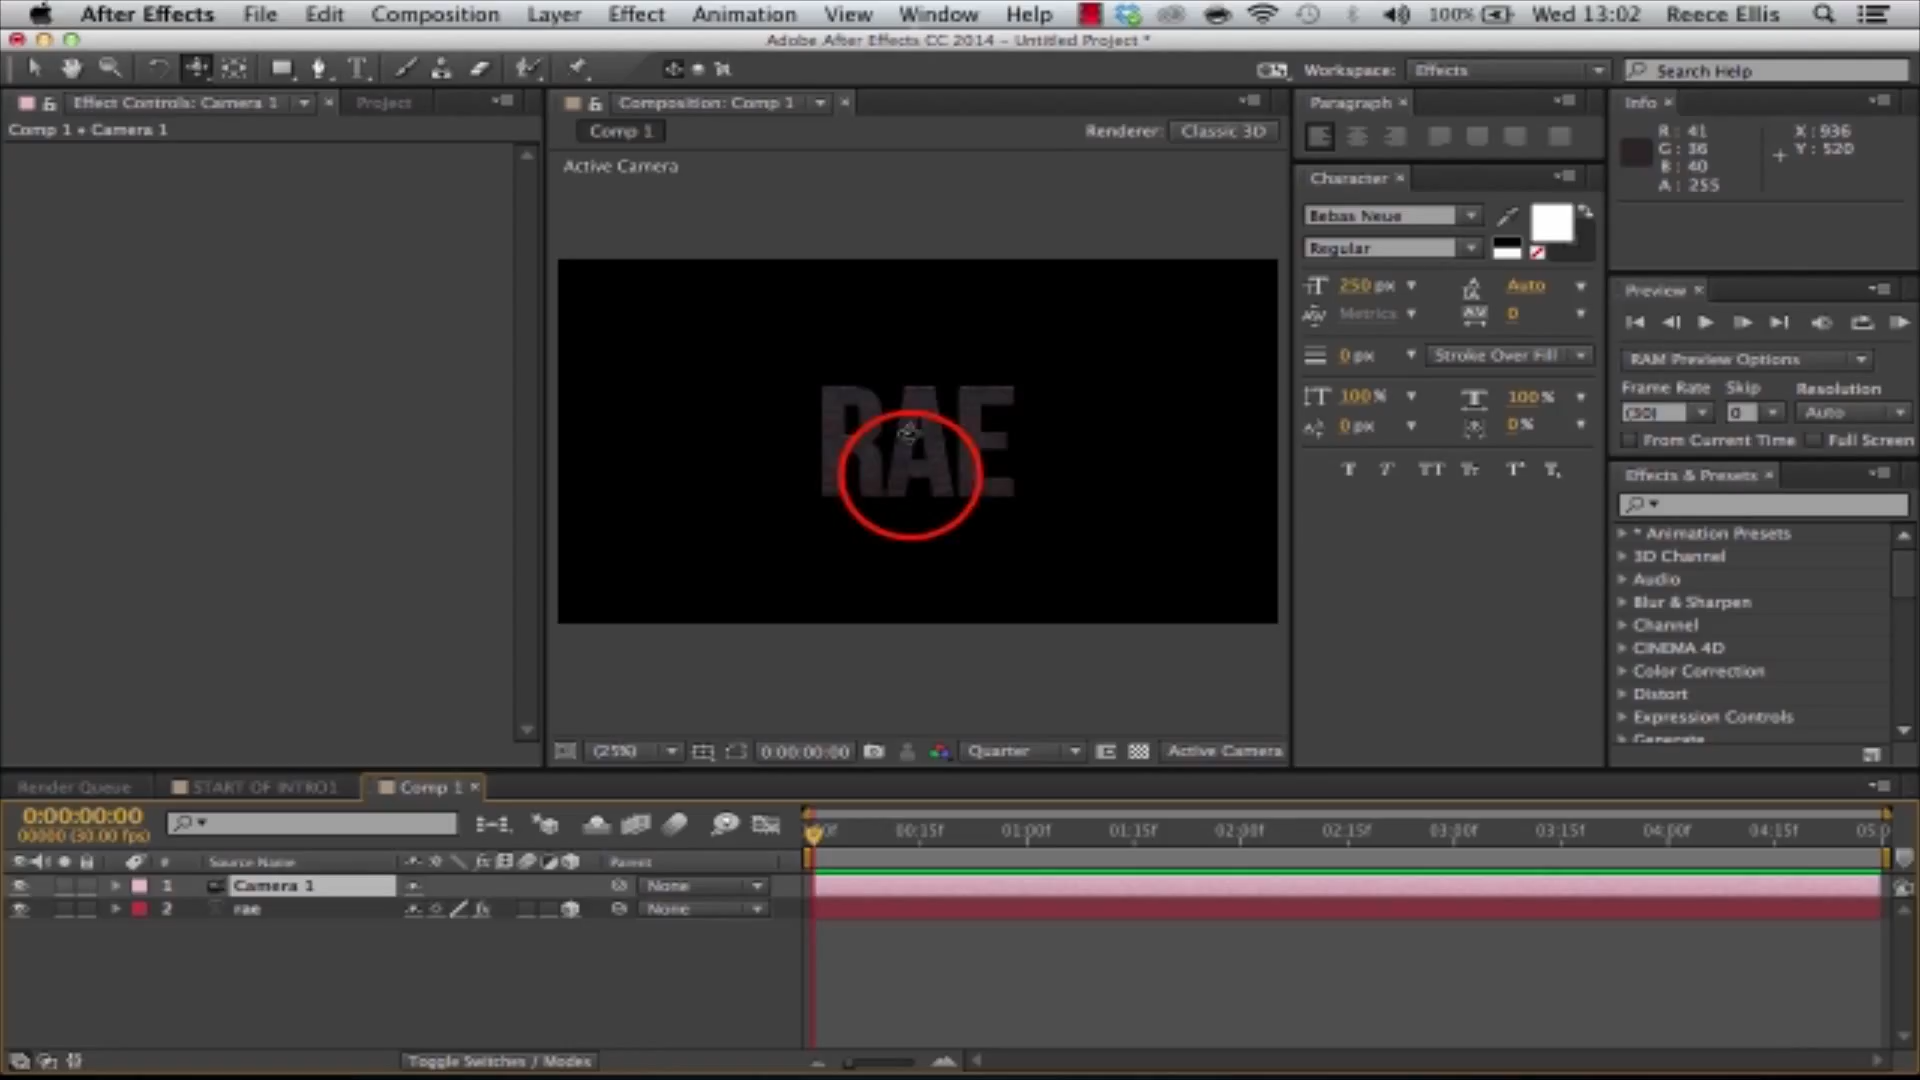 After Effects File Edit Composition Layer Effect Animation View Window Help 100% Wed 13:02 Reece Ellis
Adobe After Effects CC 2014 - Untitled Project *
Workspace: Effects Search Help
Effect Controls: Camera 1 Project
Comp 1 • Camera 1
Composition: Comp 1
Comp 1
Renderer: Classic 3D
Active Camera
RAE
(25%) 0:00:00:00 Quarter Active Camera
Paragraph
Character
Bebas Neue
Regular
250 px Auto
Metrics 0
0 px Stroke Over Fill
100 % 100 %
0 px 0 %
T T TT Tr T' T,
Info
R : 41 X : 936
G : 36 Y : 520
B : 40
A : 255
Preview
RAM Preview Options
Frame Rate Skip Resolution
(30) 0 Auto
From Current Time Full Screen
Effects & Presets
* Animation Presets
3D Channel
Audio
Blur & Sharpen
Channel
CINEMA 4D
Color Correction
Distort
Expression Controls
Generate
Render Queue START OF INTRO1 Comp 1
0:00:00:00
00000 (30.00 fps)
00:15f 01:00f 01:15f 02:00f 02:15f 03:00f 03:15f 04:00f 04:15f 05:0
# Source Name Parent
1 Camera 1 None
2 rae None
Toggle Switches / Modes